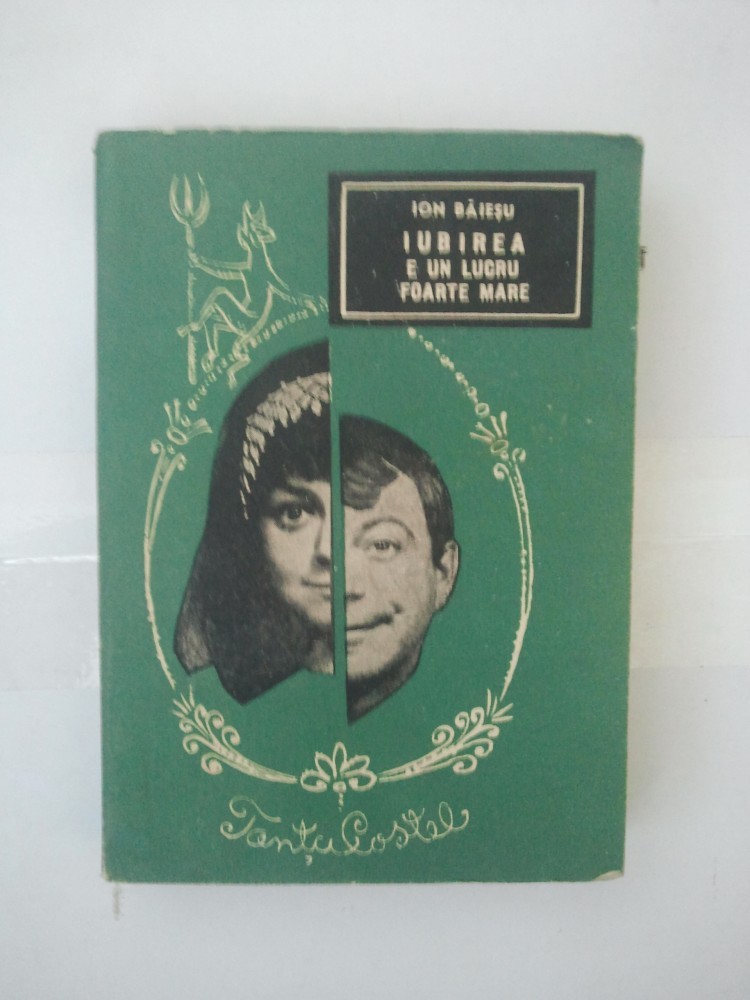 ION BĂIEȘU
IUBIREA
E UN LUCRU
FOARTE MARE
Tanța Costel